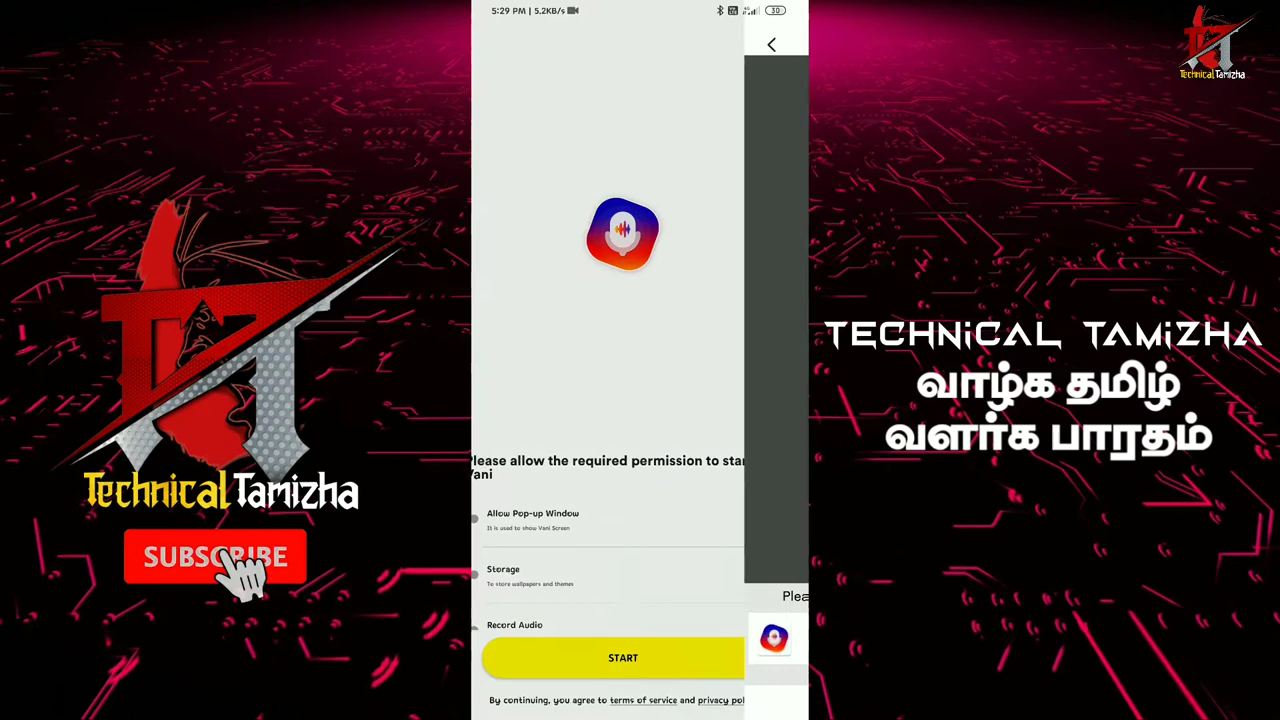 5:29 PM | 5.2KB/s
30
Technical Tamizha
Technical Tamizha
SUBSCRIBE
Please allow the required permission to star
Vani
Allow Pop-up Window
It is used to show Vani Screen
Storage
To store wallpapers and themes
Record Audio
START
By continuing, you agree to terms of service and privacy pol
Plea
TECHNiCAL TAMiZHA
வாழ்க தமிழ்
வளர்க பாரதம்